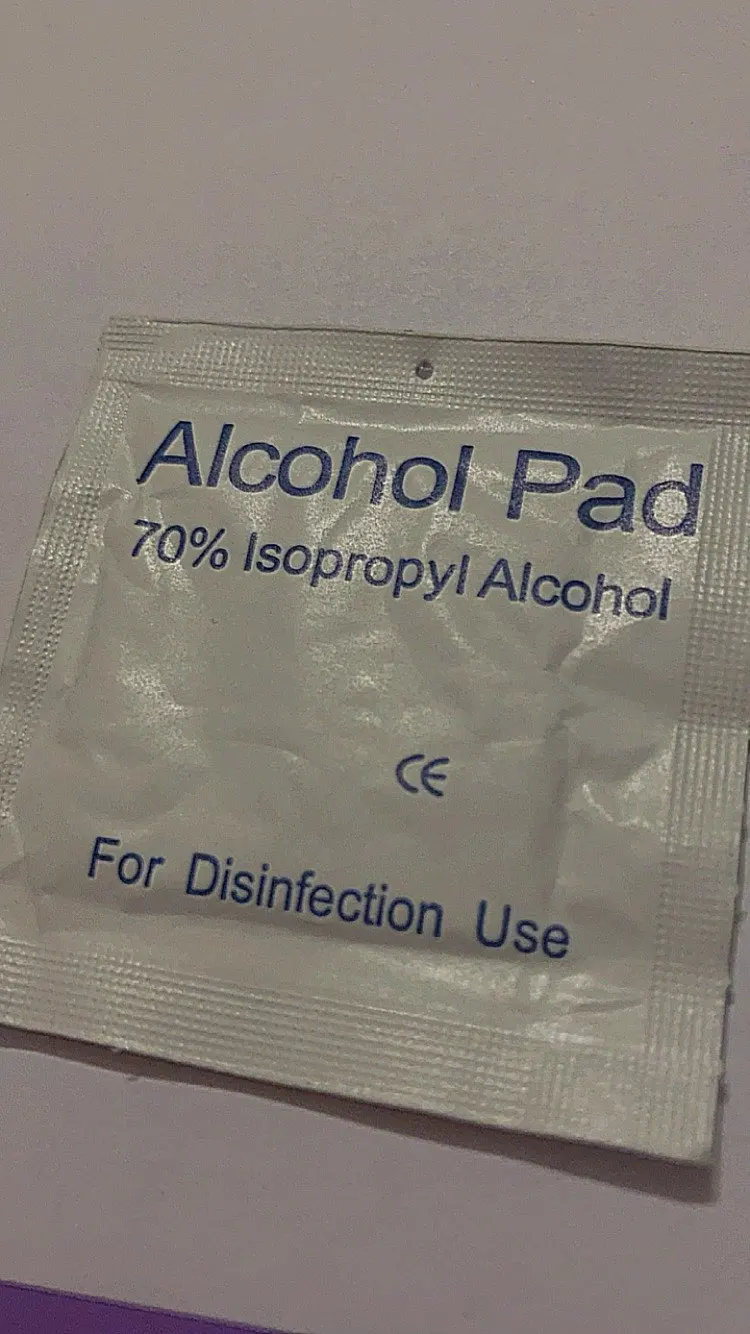 Alcohol Pad
70% Isopropyl Alcohol
CE
For Disinfection Use